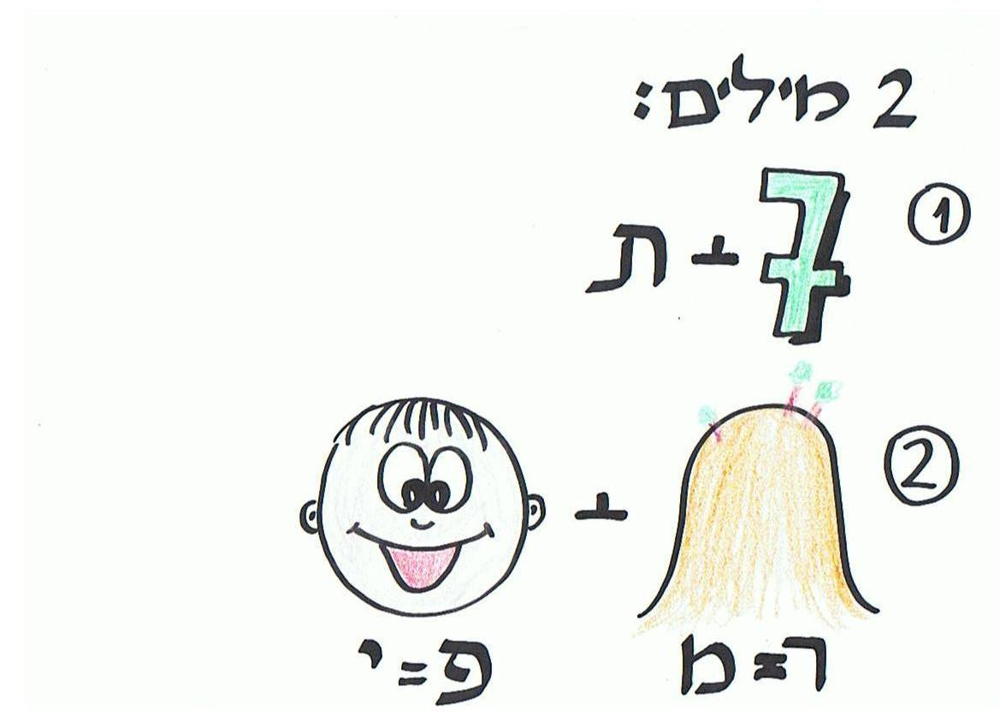 2 מילים:
① 7 + ת
② +
ר=מ פ=י